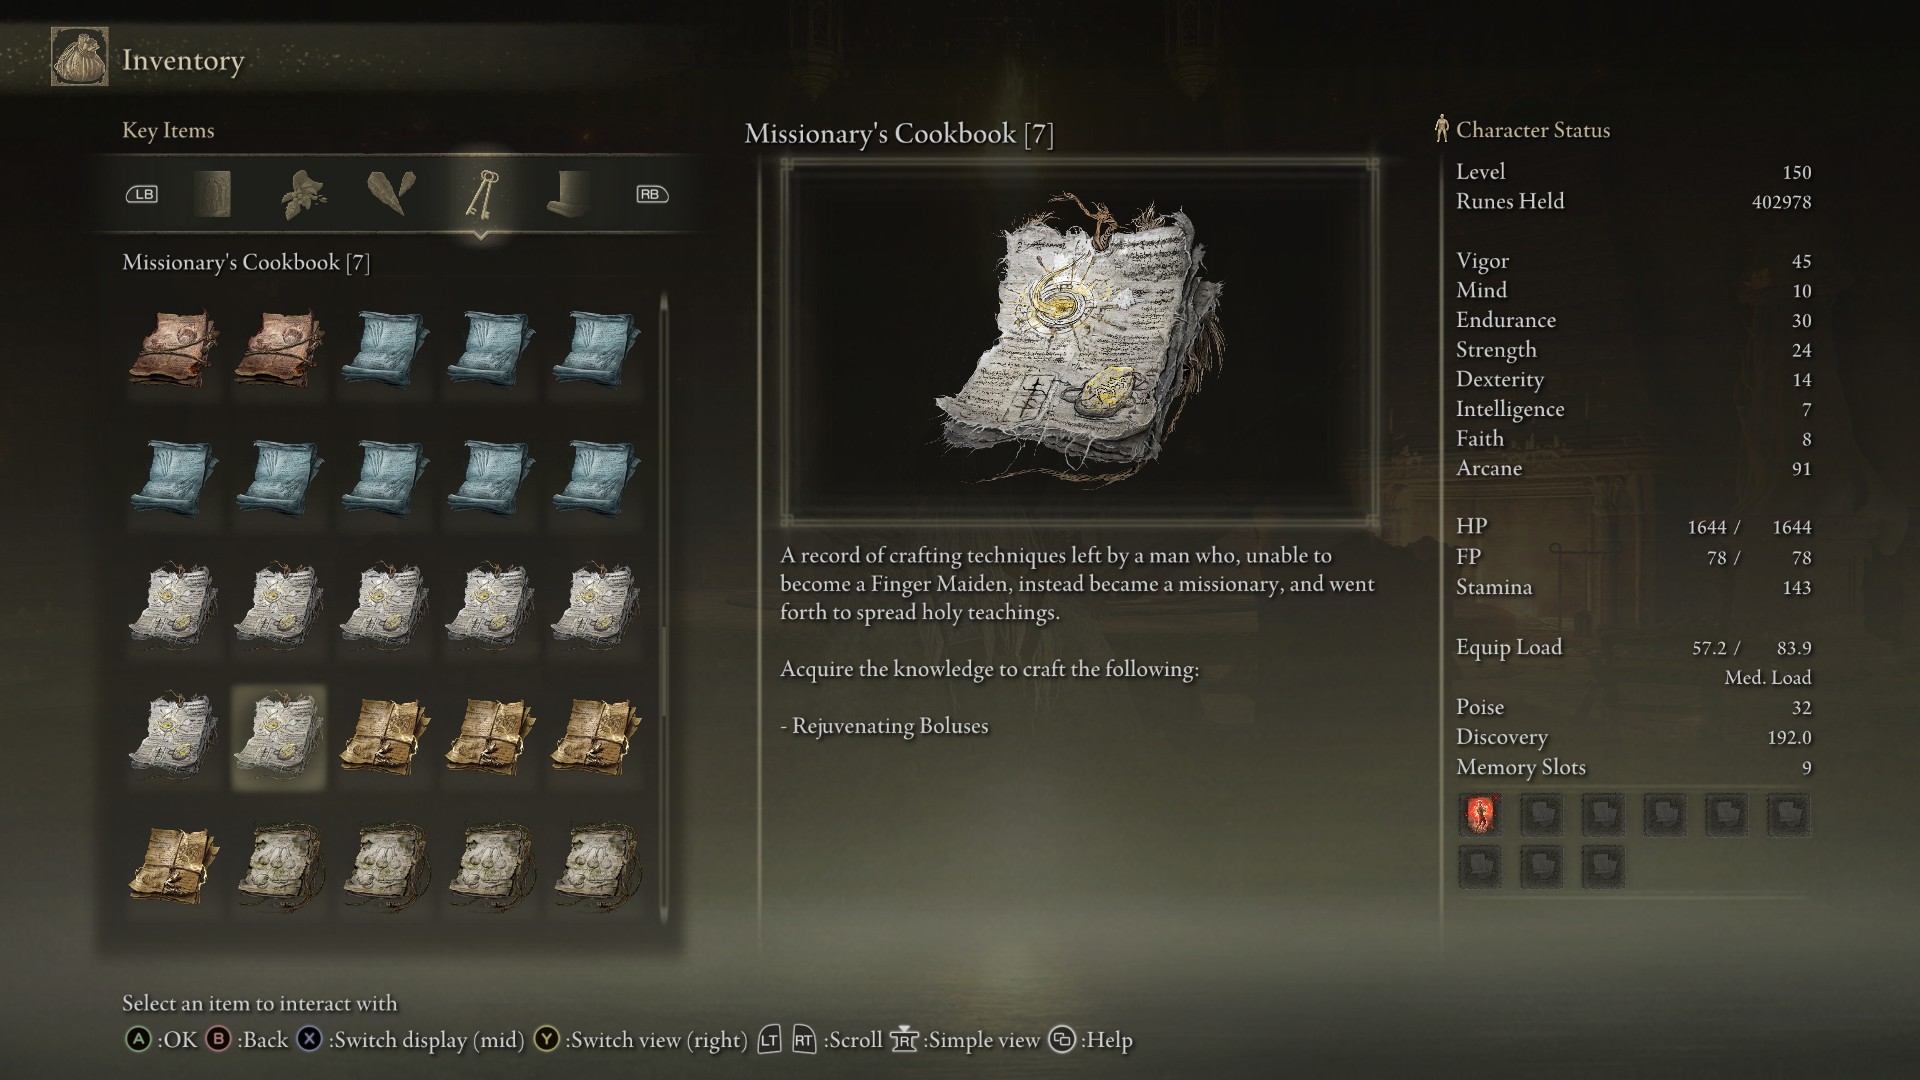 Inventory
Key Items
LB
RB
Missionary's Cookbook [7]
Missionary's Cookbook [7]
A record of crafting techniques left by a man who, unable to
become a Finger Maiden, instead became a missionary, and went
forth to spread holy teachings.
Acquire the knowledge to craft the following:
- Rejuvenating Boluses
Character Status
Level 150
Runes Held 402978
Vigor 45
Mind 10
Endurance 30
Strength 24
Dexterity 14
Intelligence 7
Faith 8
Arcane 91
HP 1644 / 1644
FP 78 / 78
Stamina 143
Equip Load 57.2 / 83.9
Med. Load
Poise 32
Discovery 192.0
Memory Slots 9
Select an item to interact with
A :OK B :Back X :Switch display (mid) Y :Switch view (right) LT RT :Scroll R :Simple view :Help